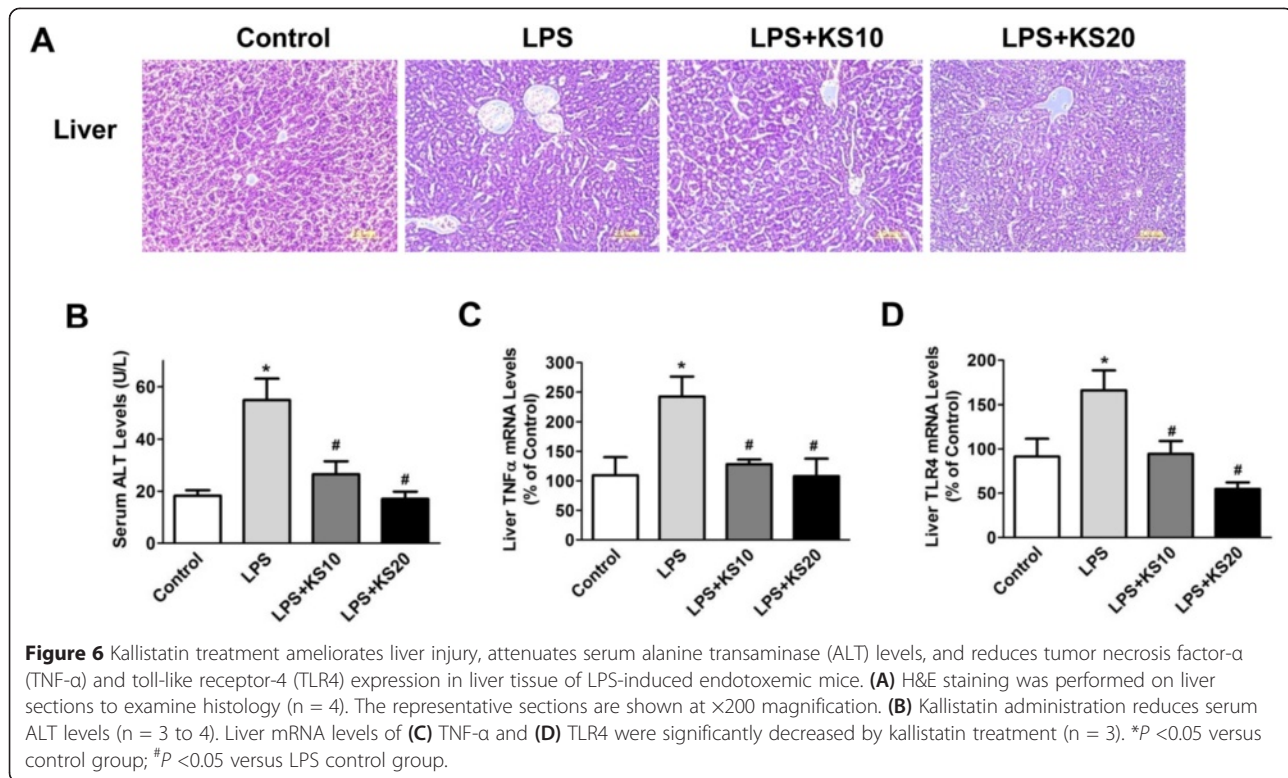 A
Control
LPS
LPS+KS10
LPS+KS20
Liver
B
Serum ALT Levels (U/L)
60
40
20
0
*
#
#
Control
LPS
LPS+KS10
LPS+KS20
C
Liver TNFα mRNA Levels
(% of Control)
300
250
200
150
100
50
0
*
#
#
Control
LPS
LPS+KS10
LPS+KS20
D
Liver TLR4 mRNA Levels
(% of Control)
200
150
100
50
0
*
#
#
Control
LPS
LPS+KS10
LPS+KS20
Figure 6 Kallistatin treatment ameliorates liver injury, attenuates serum alanine transaminase (ALT) levels, and reduces tumor necrosis factor-α
(TNF-α) and toll-like receptor-4 (TLR4) expression in liver tissue of LPS-induced endotoxemic mice. (A) H&E staining was performed on liver
sections to examine histology (n = 4). The representative sections are shown at ×200 magnification. (B) Kallistatin administration reduces serum
ALT levels (n = 3 to 4). Liver mRNA levels of (C) TNF-α and (D) TLR4 were significantly decreased by kallistatin treatment (n = 3). *P <0.05 versus
control group; #P <0.05 versus LPS control group.